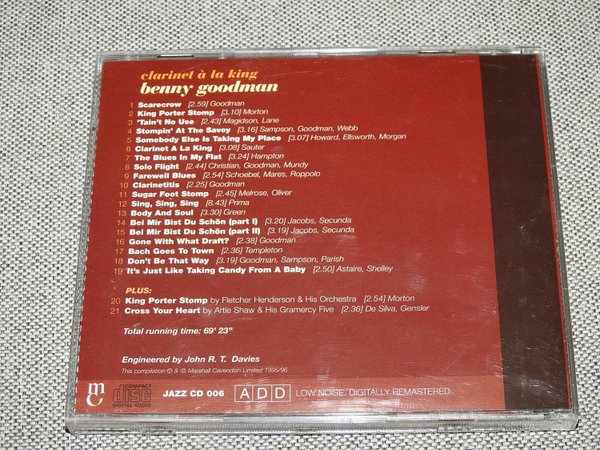 clarinet à la king
benny goodman
1 Scarecrow [2.59] Goodman
2 King Porter Stomp [3.10] Morton
3 'Tain't No Use [2.43] Magidson, Lane
4 Stompin' At The Savoy [3.16] Sampson, Goodman, Webb
5 Somebody Else Is Taking My Place [3.07] Howard, Ellsworth, Morgan
6 Clarinet A La King [3.08] Sauter
7 The Blues In My Flat [3.24] Hampton
8 Solo Flight [2.44] Christian, Goodman, Mundy
9 Farewell Blues [2.54] Schoebel, Mares, Roppolo
10 Clarinetitis [2.25] Goodman
11 Sugar Foot Stomp [2.45] Melrose, Oliver
12 Sing, Sing, Sing [8.43] Prima
13 Body And Soul [3.30] Green
14 Bei Mir Bist Du Schön (part I) [3.20] Jacobs, Secunda
15 Bei Mir Bist Du Schön (part II) [3.19] Jacobs, Secunda
16 Gone With What Draft? [2.38] Goodman
17 Bach Goes To Town [2.36] Templeton
18 Don't Be That Way [3.19] Goodman, Sampson, Parish
19 It's Just Like Taking Candy From A Baby [2.50] Astaire, Shelley
PLUS:
20 King Porter Stomp by Fletcher Henderson & His Orchestra [2.54] Morton
21 Cross Your Heart by Artie Shaw & His Gramercy Five [2.36] De Silva, Gensler
Total running time: 69' 23"
Engineered by John R. T. Davies
This compilation ℗ & © Marshall Cavendish Limited 1995/96
mc COMPACT disc DIGITAL AUDIO JAZZ CD 006 ADD LOW NOISE, DIGITALLY REMASTERED